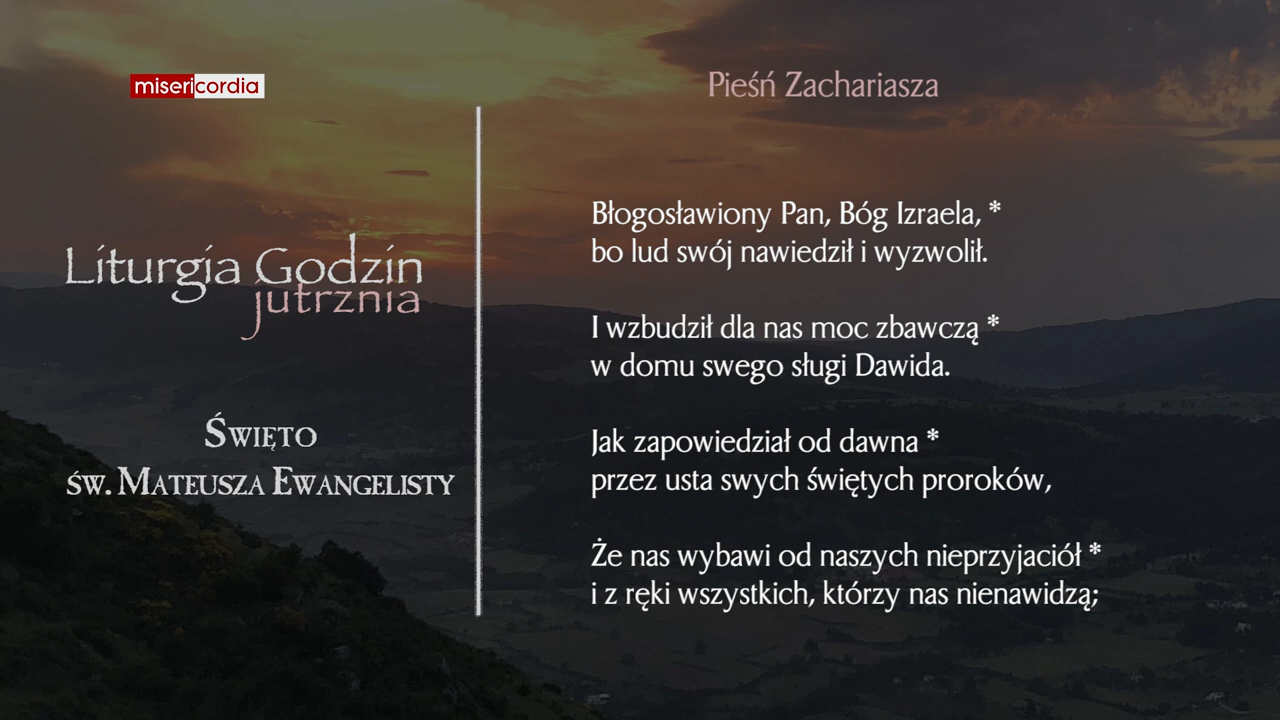 misericordia
Liturgia Godzin
jutrznia
Święto
św. Mateusza Ewangelisty
Pieśń Zachariasza
Błogosławiony Pan, Bóg Izraela, *
bo lud swój nawiedził i wyzwolił.
I wzbudził dla nas moc zbawczą *
w domu swego sługi Dawida.
Jak zapowiedział od dawna *
przez usta swych świętych proroków,
Że nas wybawi od naszych nieprzyjaciół *
i z ręki wszystkich, którzy nas nienawidzą;